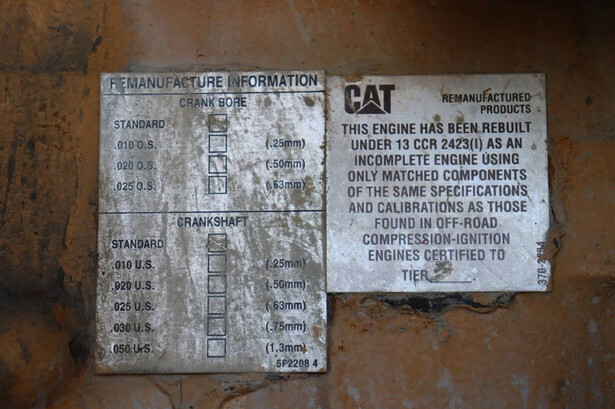 REMANUFACTURE INFORMATION
CRANK BORE
STANDARD
.010 O.S. (.25mm)
.020 O.S. (.50mm)
.025 O.S. (.63mm)
CRANKSHAFT
STANDARD
.010 U.S. (.25mm)
.020 U.S. (.50mm)
.025 U.S. (.63mm)
.030 U.S. (.75mm)
.050 U.S. (1.3mm)
5P2208 4
CAT REMANUFACTURED
PRODUCTS
THIS ENGINE HAS BEEN REBUILT
UNDER 13 CCR 2423(l) AS AN
INCOMPLETE ENGINE USING
ONLY MATCHED COMPONENTS
OF THE SAME SPECIFICATIONS
AND CALIBRATIONS AS THOSE
FOUND IN OFF-ROAD
COMPRESSION-IGNITION
ENGINES CERTIFIED TO
TIER